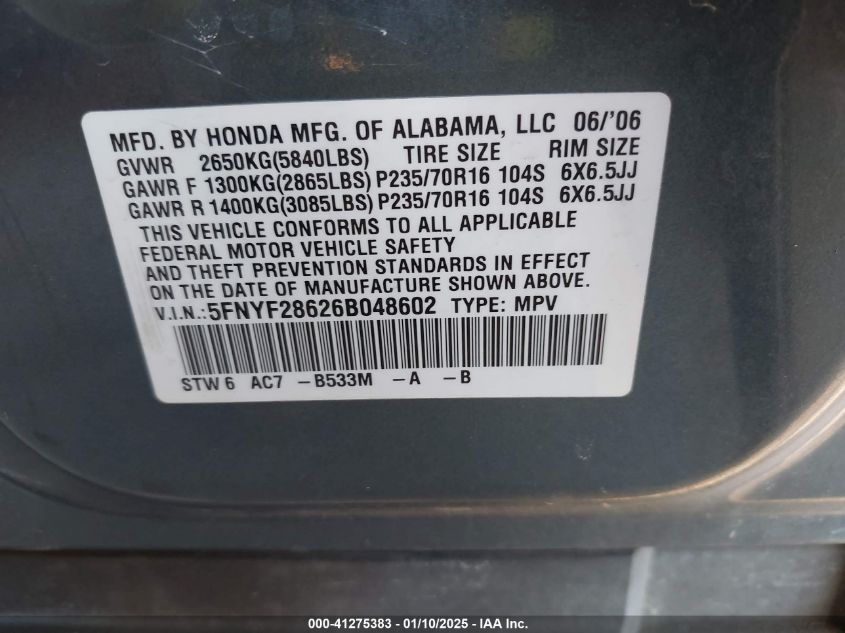 MFD. BY HONDA MFG. OF ALABAMA, LLC 06/'06
GVWR 2650KG(5840LBS) TIRE SIZE RIM SIZE
GAWR F 1300KG(2865LBS) P235/70R16 104S 6X6.5JJ
GAWR R 1400KG(3085LBS) P235/70R16 104S 6X6.5JJ
THIS VEHICLE CONFORMS TO ALL APPLICABLE
FEDERAL MOTOR VEHICLE SAFETY
AND THEFT PREVENTION STANDARDS IN EFFECT
ON THE DATE OF MANUFACTURE SHOWN ABOVE.
V.I.N.:5FNYF28626B048602 TYPE: MPV
STW 6 AC7 -B533M -A -B
000-41275383 - 01/10/2025 - IAA Inc.